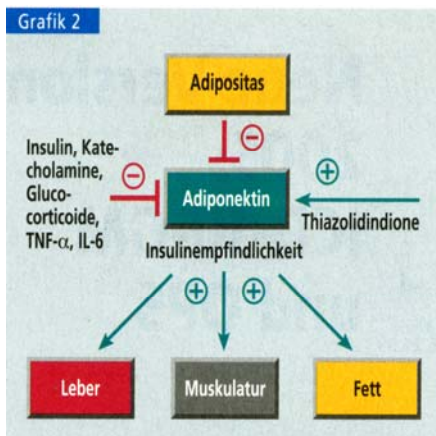 Grafik 2
Adipositas
Insulin, Kate-
cholamine,
Gluco-
corticoide,
TNF-α, IL-6
Adiponektin
Thiazolidindione
Insulinempfindlichkeit
Leber
Muskulatur
Fett